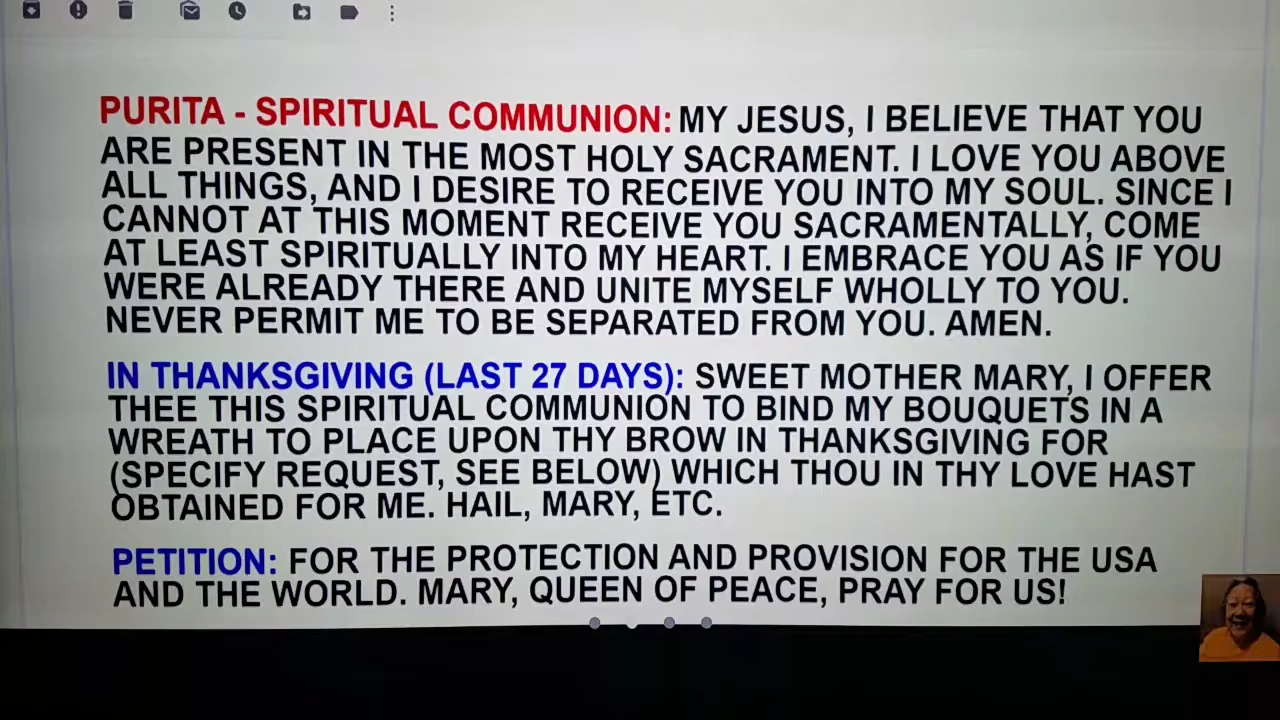 PURITA - SPIRITUAL COMMUNION: MY JESUS, I BELIEVE THAT YOU
ARE PRESENT IN THE MOST HOLY SACRAMENT. I LOVE YOU ABOVE
ALL THINGS, AND I DESIRE TO RECEIVE YOU INTO MY SOUL. SINCE I
CANNOT AT THIS MOMENT RECEIVE YOU SACRAMENTALLY, COME
AT LEAST SPIRITUALLY INTO MY HEART. I EMBRACE YOU AS IF YOU
WERE ALREADY THERE AND UNITE MYSELF WHOLLY TO YOU.
NEVER PERMIT ME TO BE SEPARATED FROM YOU. AMEN.
IN THANKSGIVING (LAST 27 DAYS): SWEET MOTHER MARY, I OFFER
THEE THIS SPIRITUAL COMMUNION TO BIND MY BOUQUETS IN A
WREATH TO PLACE UPON THY BROW IN THANKSGIVING FOR
(SPECIFY REQUEST, SEE BELOW) WHICH THOU IN THY LOVE HAST
OBTAINED FOR ME. HAIL, MARY, ETC.
PETITION: FOR THE PROTECTION AND PROVISION FOR THE USA
AND THE WORLD. MARY, QUEEN OF PEACE, PRAY FOR US!